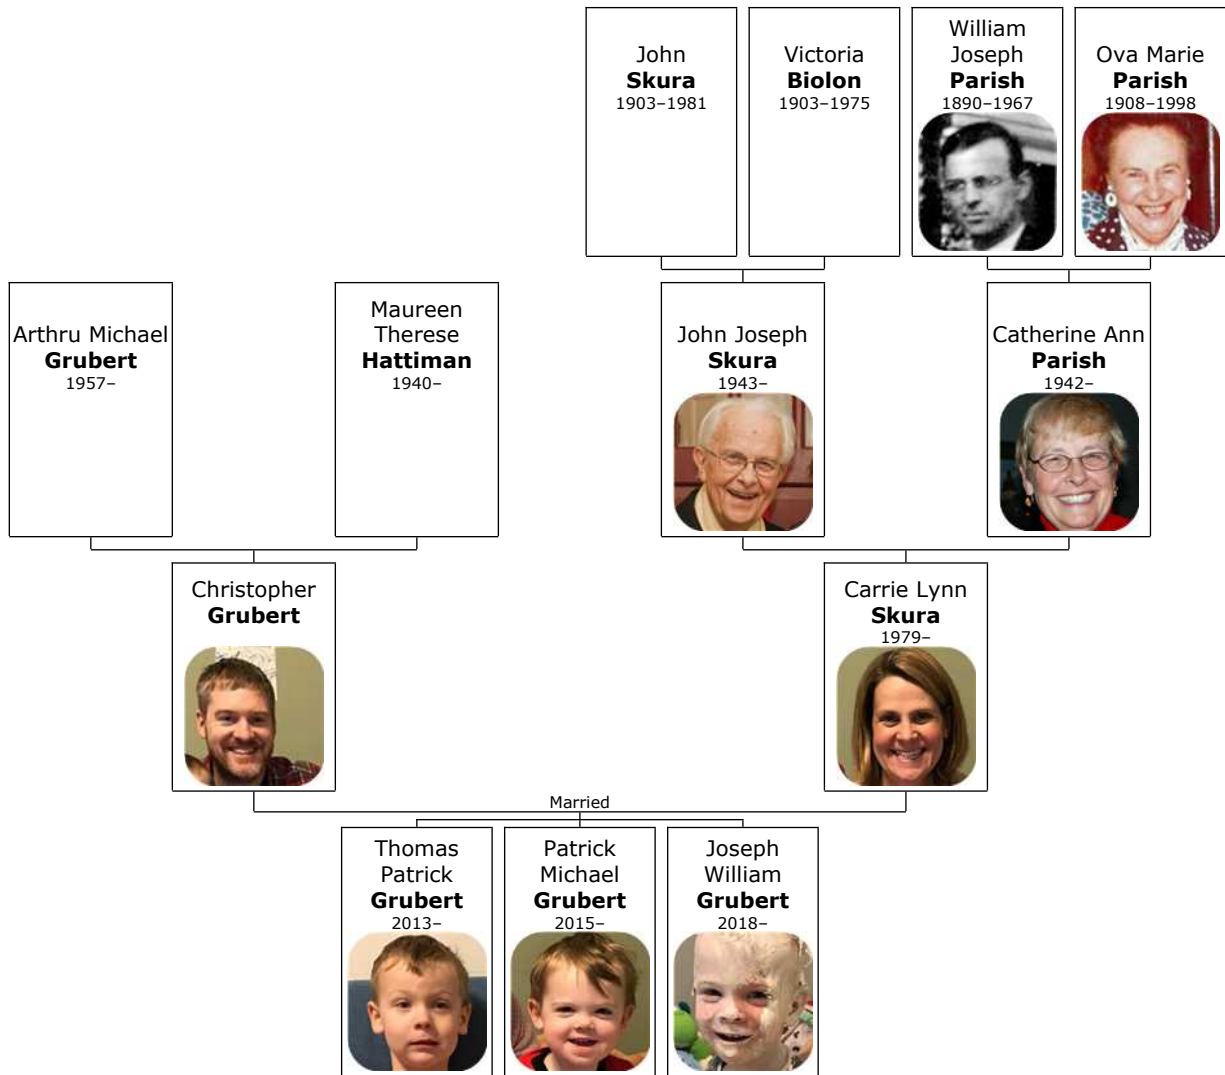 John
Skura
1903–1981
Victoria
Biolon
1903–1975
William
Joseph
Parish
1890–1967
Ova Marie
Parish
1908–1998
Arthru Michael
Grubert
1957–
Maureen
Therese
Hattiman
1940–
John Joseph
Skura
1943–
Catherine Ann
Parish
1942–
Christopher
Grubert
Carrie Lynn
Skura
1979–
Married
Thomas
Patrick
Grubert
2013–
Patrick
Michael
Grubert
2015–
Joseph
William
Grubert
2018–